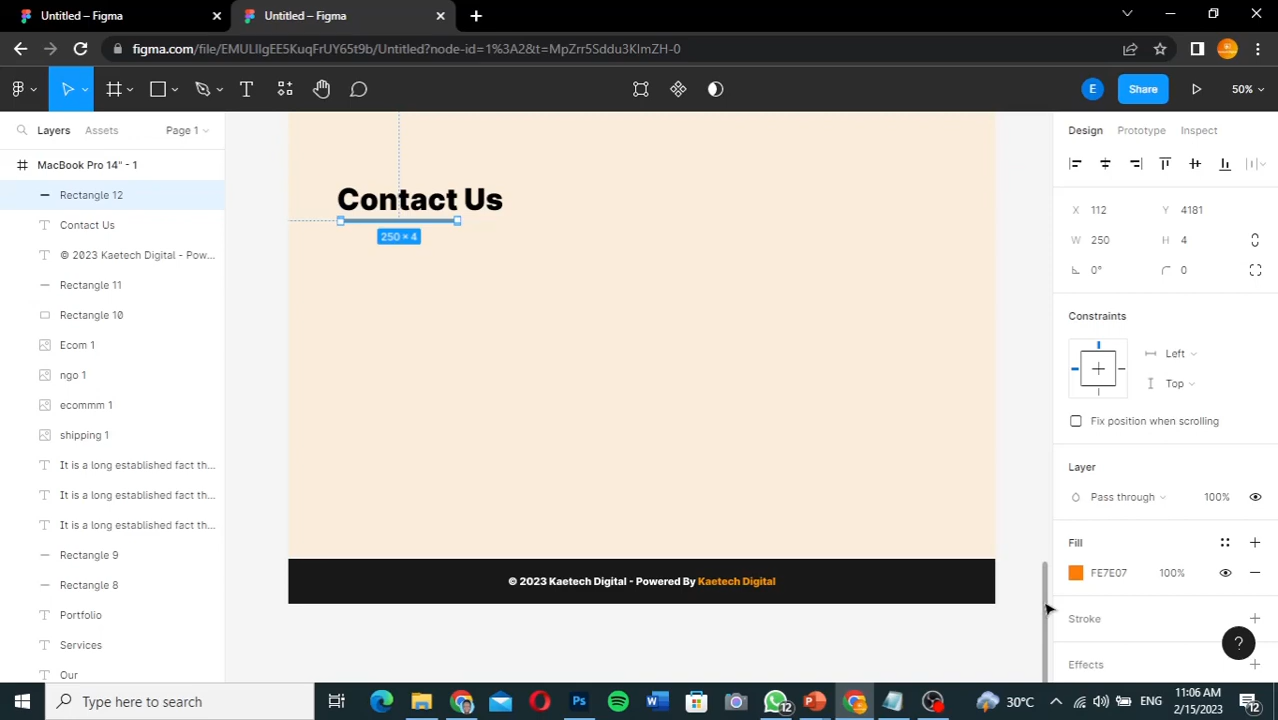 Untitled – Figma
Untitled – Figma
figma.com/file/EMULIlgEE5KuqFrUY65t9b/Untitled?node-id=1%3A2&t=MpZrr5Sddu3KlmZH-0
E
Share
50%
Layers
Assets
Page 1
Design
Prototype
Inspect
MacBook Pro 14" - 1
Rectangle 12
Contact Us
© 2023 Kaetech Digital - Pow...
Rectangle 11
Rectangle 10
Ecom 1
ngo 1
ecommm 1
shipping 1
It is a long established fact th...
It is a long established fact th...
It is a long established fact th...
Rectangle 9
Rectangle 8
Portfolio
Services
Our
Contact Us
250 × 4
© 2023 Kaetech Digital - Powered By Kaetech Digital
X 112 Y 4181
W 250 H 4
0° 0
Constraints
Left
Top
Fix position when scrolling
Layer
Pass through 100%
Fill
FE7E07 100%
Stroke
Effects
?
Type here to search
Ps
12
30°C
ENG
11:06 AM
2/15/2023
12